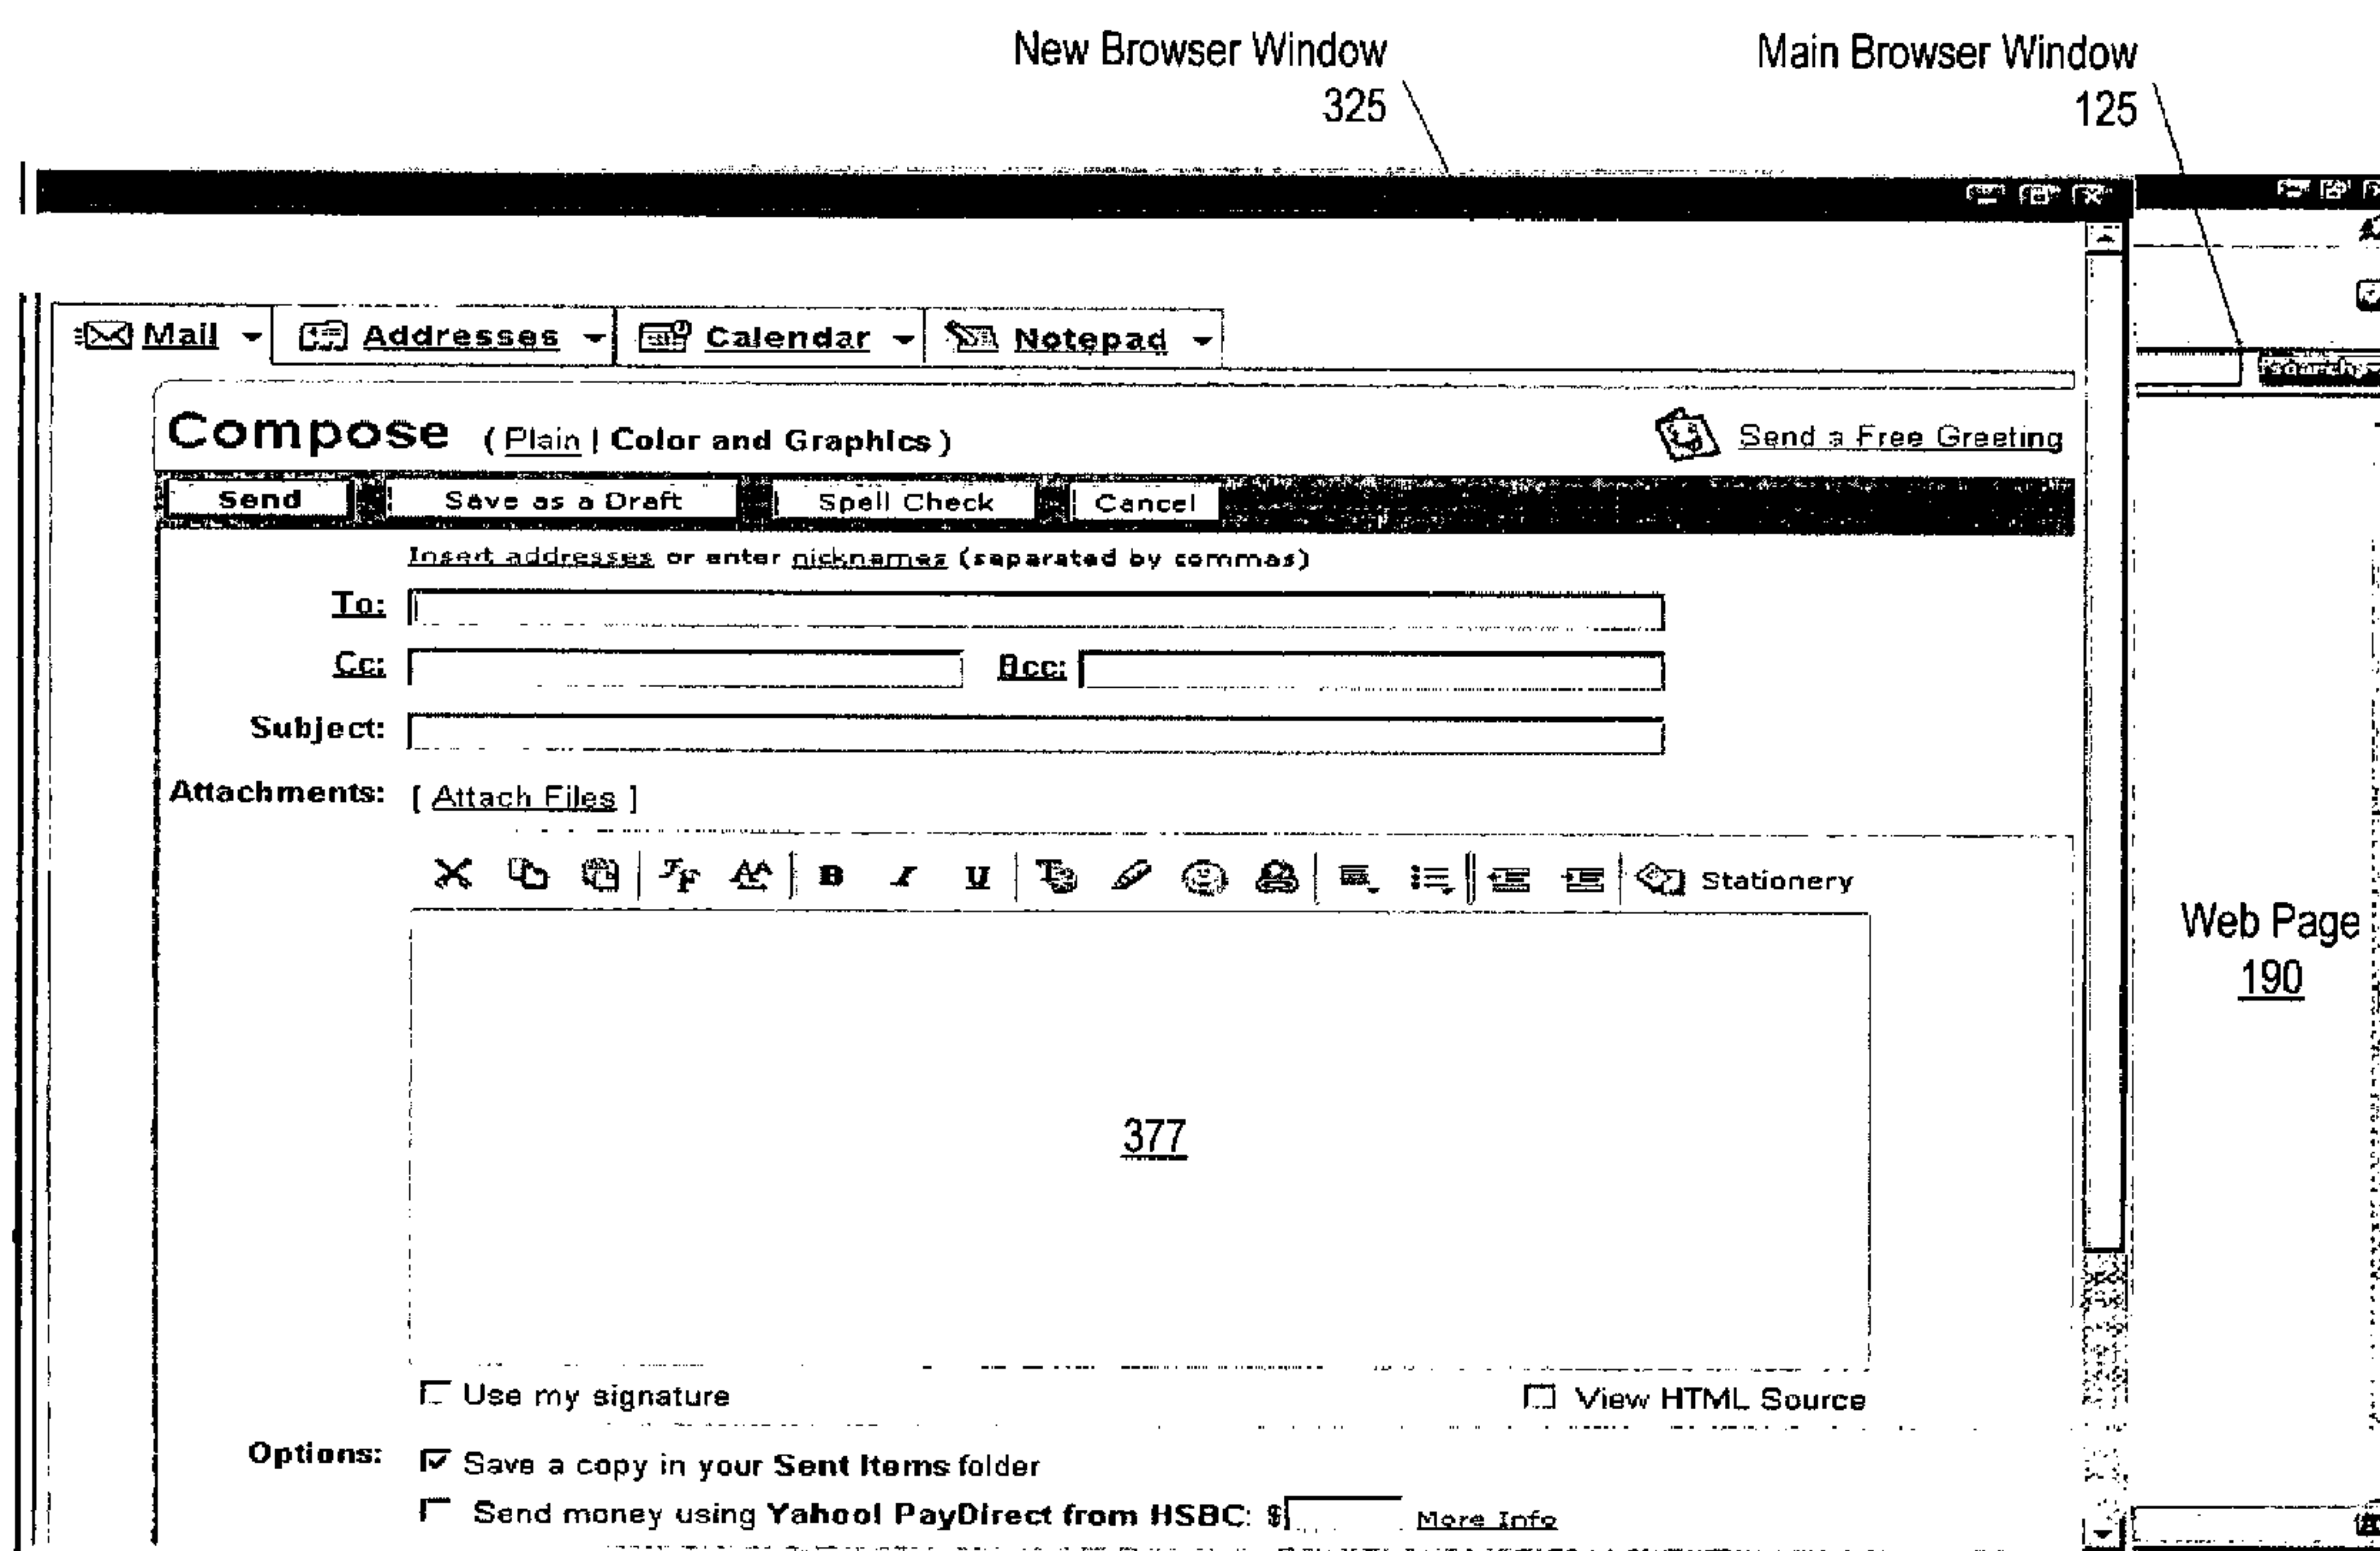 New Browser Window
325
Main Browser Window
125
Mail Addresses Calendar Notepad
Compose ( Plain | Color and Graphics )
Send a Free Greeting
Send Save as a Draft Spell Check Cancel
Insert addresses or enter nicknames (separated by commas)
To:
Cc: Bcc:
Subject:
Attachments: [ Attach Files ]
B I U Stationery
Web Page
190
377
Use my signature View HTML Source
Options: Save a copy in your Sent Items folder
Send money using Yahoo! PayDirect from HSBC: $ More Info